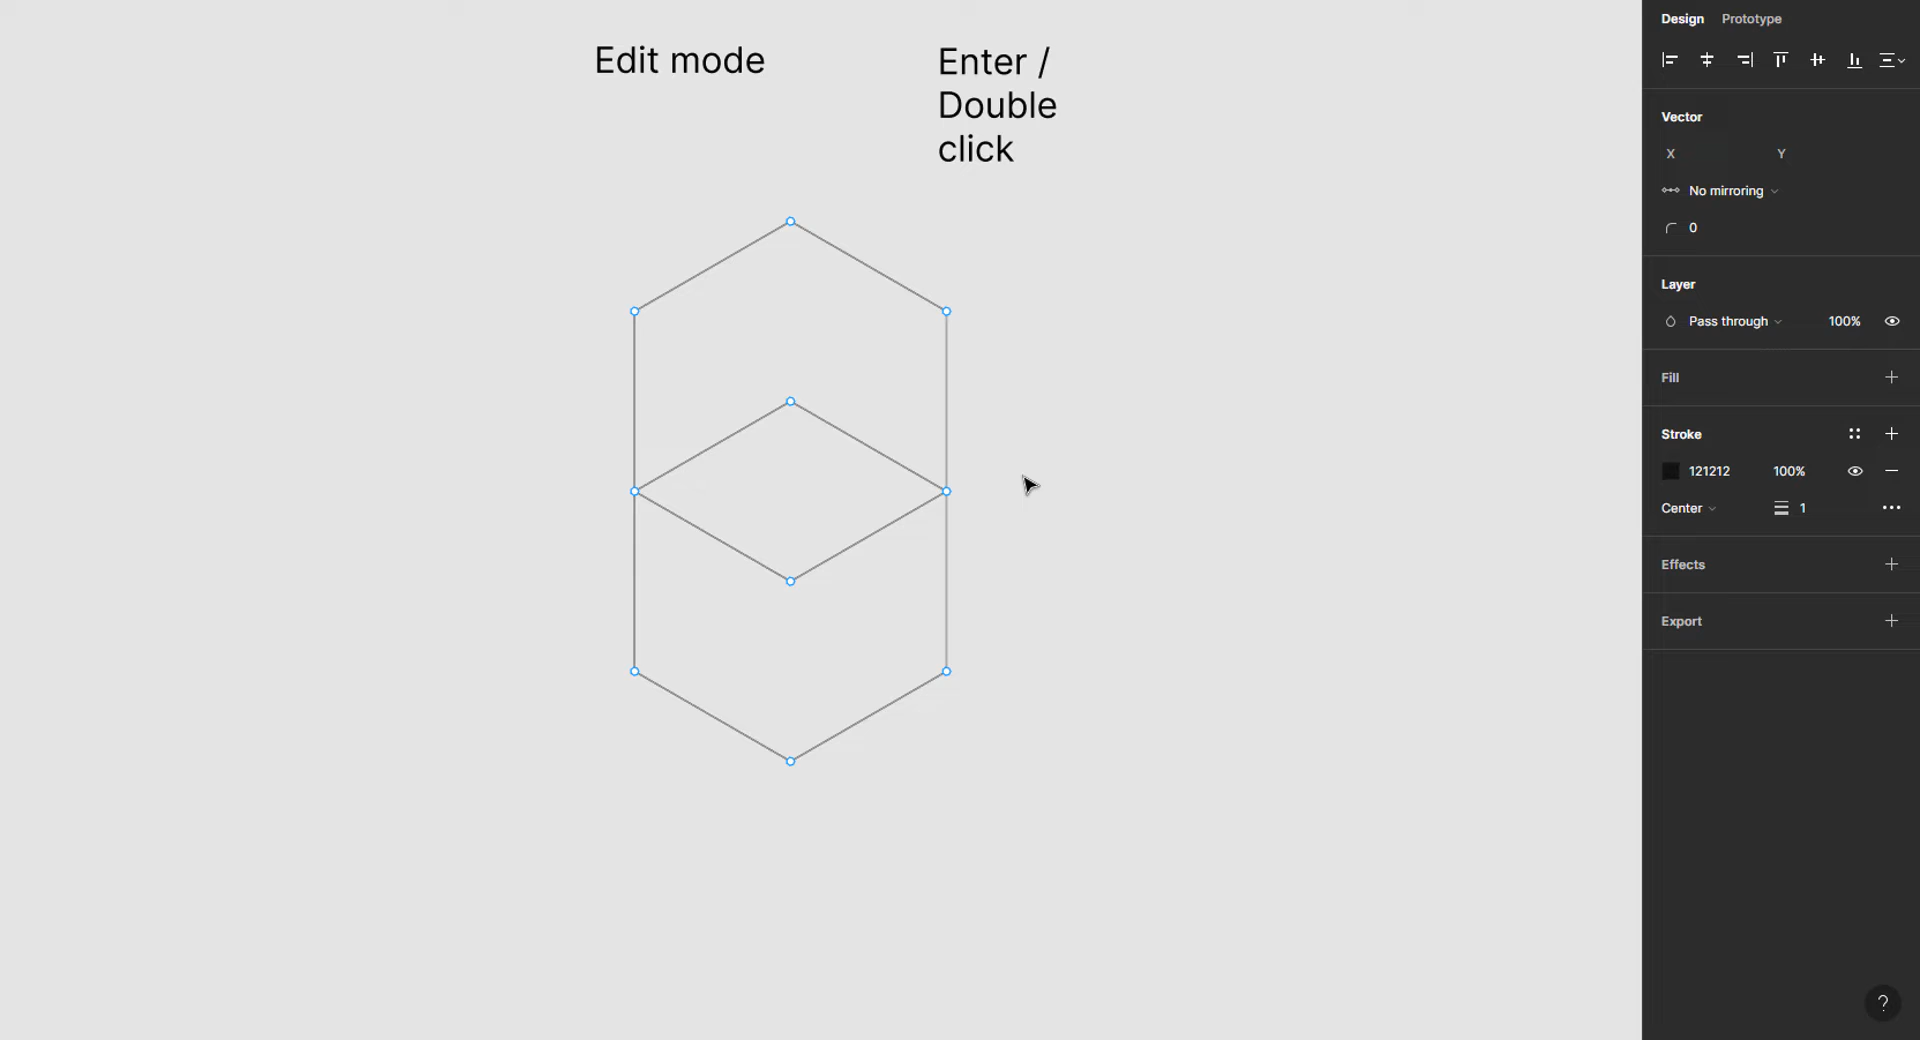 Edit mode
Enter /
Double
click
Design Prototype
Vector
X Y
No mirroring
0
Layer
Pass through 100%
Fill
Stroke
121212 100%
Center 1
Effects
Export
?